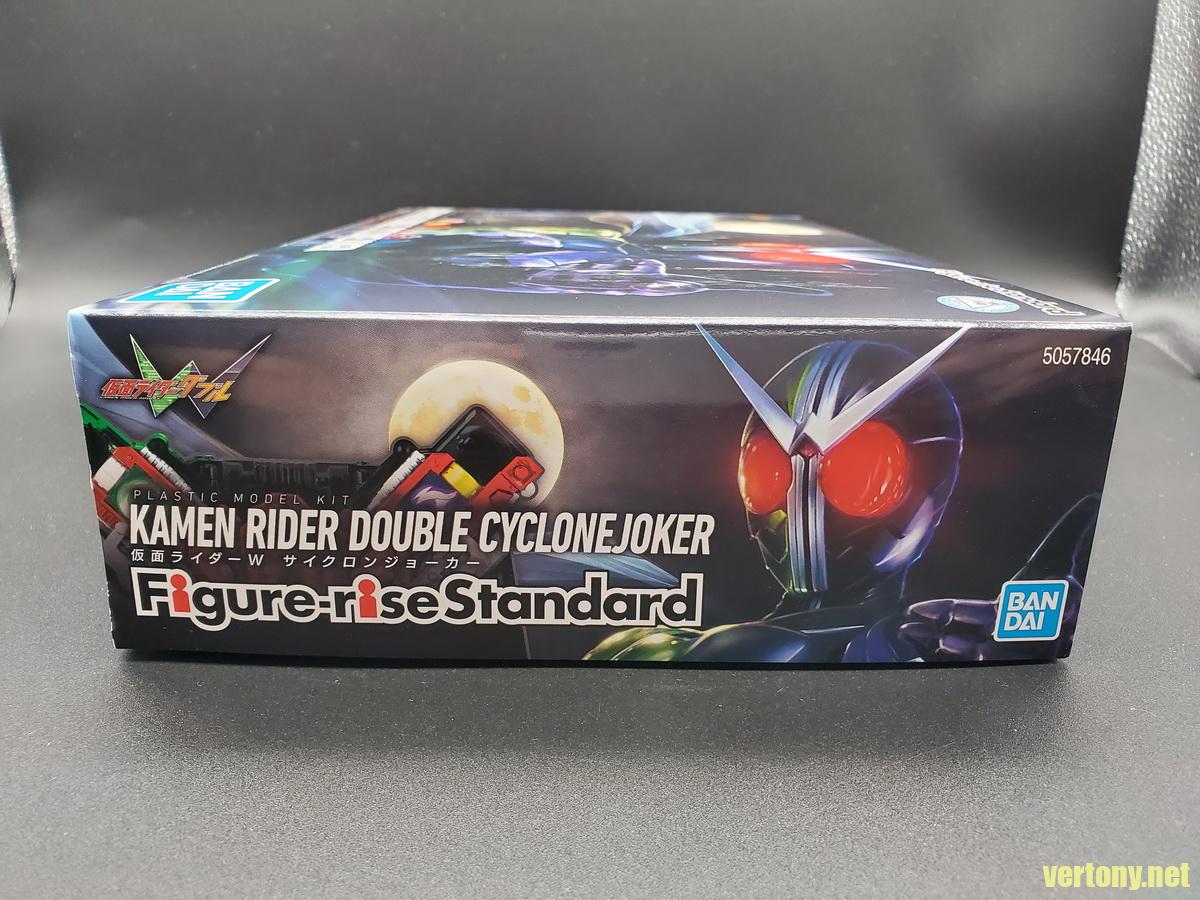 BAN
DAI
仮面ライダーダブル
5057846
PLASTIC MODEL KIT
KAMEN RIDER DOUBLE CYCLONEJOKER
仮面ライダーW サイクロンジョーカー
Figure-riseStandard
BAN
DAI
vertony.net